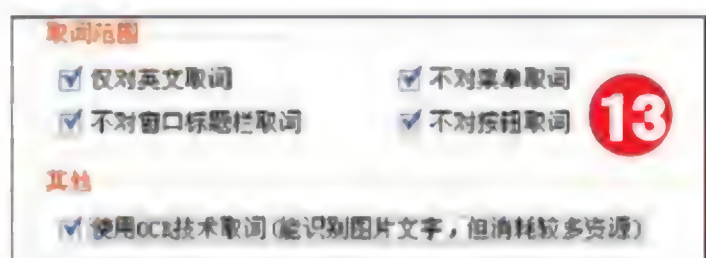 取词范围
仅对英文取词 不对菜单取词
不对窗口标题栏取词 不对按钮取词
13
其他
使用OCR技术取词(能识别图片文字，但消耗较多资源)